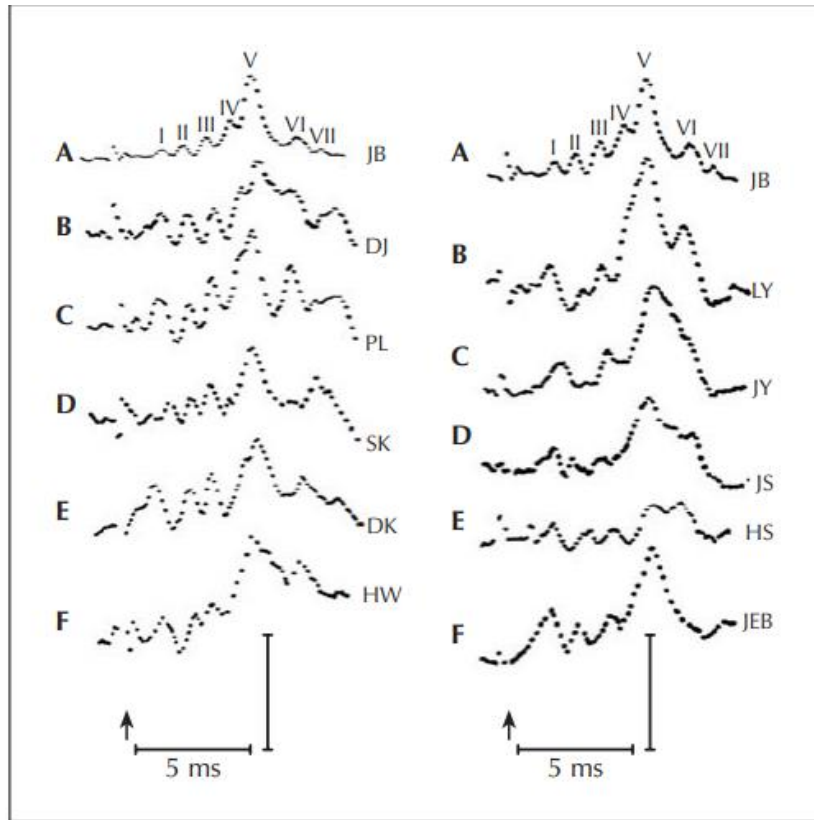 V
I II III IV VI VII
A JB
B DJ
C PL
D SK
E DK
F HW
5 ms
V
I II III IV VI VII
A JB
B LY
C JY
D JS
E HS
F JEB
5 ms